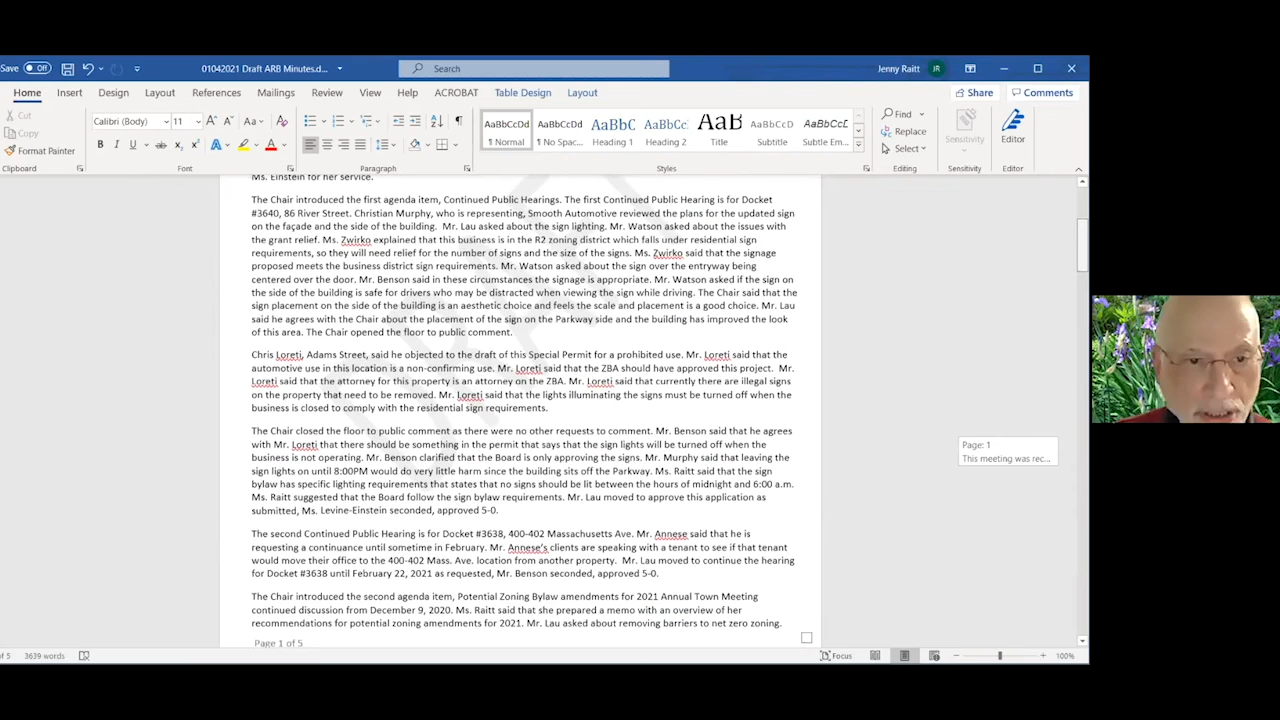 Save Off 01042021 Draft ARB Minutes.d... Search Jenny Raitt JR
Home Insert Design Layout References Mailings Review View Help ACROBAT Table Design Layout Share Comments
Cut
Copy
Format Painter
Clipboard
Calibri (Body) 11
Font
Paragraph
AaBbCcDd AaBbCcDd AaBbC AaBbCc AaB AaBbCcD AaBbCcD
¶ Normal ¶ No Spac... Heading 1 Heading 2 Title Subtitle Subtle Em...
Styles
Find
Replace
Select
Editing
Sensitivity
Sensitivity
Editor
Editor
Ms. Einstein for her service.
The Chair introduced the first agenda item, Continued Public Hearings. The first Continued Public Hearing is for Docket
#3640, 86 River Street. Christian Murphy, who is representing, Smooth Automotive reviewed the plans for the updated sign
on the façade and the side of the building. Mr. Lau asked about the sign lighting. Mr. Watson asked about the issues with
the grant relief. Ms. Zwirko explained that this business is in the R2 zoning district which falls under residential sign
requirements, so they will need relief for the number of signs and the size of the signs. Ms. Zwirko said that the signage
proposed meets the business district sign requirements. Mr. Watson asked about the sign over the entryway being
centered over the door. Mr. Benson said in these circumstances the signage is appropriate. Mr. Watson asked if the sign on
the side of the building is safe for drivers who may be distracted when viewing the sign while driving. The Chair said that the
sign placement on the side of the building is an aesthetic choice and feels the scale and placement is a good choice. Mr. Lau
said he agrees with the Chair about the placement of the sign on the Parkway side and the building has improved the look
of this area. The Chair opened the floor to public comment.
Chris Loreti, Adams Street, said he objected to the draft of this Special Permit for a prohibited use. Mr. Loreti said that the
automotive use in this location is a non-confirming use. Mr. Loreti said that the ZBA should have approved this project. Mr.
Loreti said that the attorney for this property is an attorney on the ZBA. Mr. Loreti said that currently there are illegal signs
on the property that need to be removed. Mr. Loreti said that the lights illuminating the signs must be turned off when the
business is closed to comply with the residential sign requirements.
The Chair closed the floor to public comment as there were no other requests to comment. Mr. Benson said that he agrees
with Mr. Loreti that there should be something in the permit that says that the sign lights will be turned off when the
business is not operating. Mr. Benson clarified that the Board is only approving the signs. Mr. Murphy said that leaving the
sign lights on until 8:00PM would do very little harm since the building sits off the Parkway. Ms. Raitt said that the sign
bylaw has specific lighting requirements that states that no signs should be lit between the hours of midnight and 6:00 a.m.
Ms. Raitt suggested that the Board follow the sign bylaw requirements. Mr. Lau moved to approve this application as
submitted, Ms. Levine-Einstein seconded, approved 5-0.
The second Continued Public Hearing is for Docket #3638, 400-402 Massachusetts Ave. Mr. Annese said that he is
requesting a continuance until sometime in February. Mr. Annese's clients are speaking with a tenant to see if that tenant
would move their office to the 400-402 Mass. Ave. location from another property. Mr. Lau moved to continue the hearing
for Docket #3638 until February 22, 2021 as requested, Mr. Benson seconded, approved 5-0.
The Chair introduced the second agenda item, Potential Zoning Bylaw amendments for 2021 Annual Town Meeting
continued discussion from December 9, 2020. Ms. Raitt said that she prepared a memo with an overview of her
recommendations for potential zoning amendments for 2021. Mr. Lau asked about removing barriers to net zero zoning.
Page 1 of 5
Page: 1
This meeting was rec...
of 5 3639 words Focus 100%